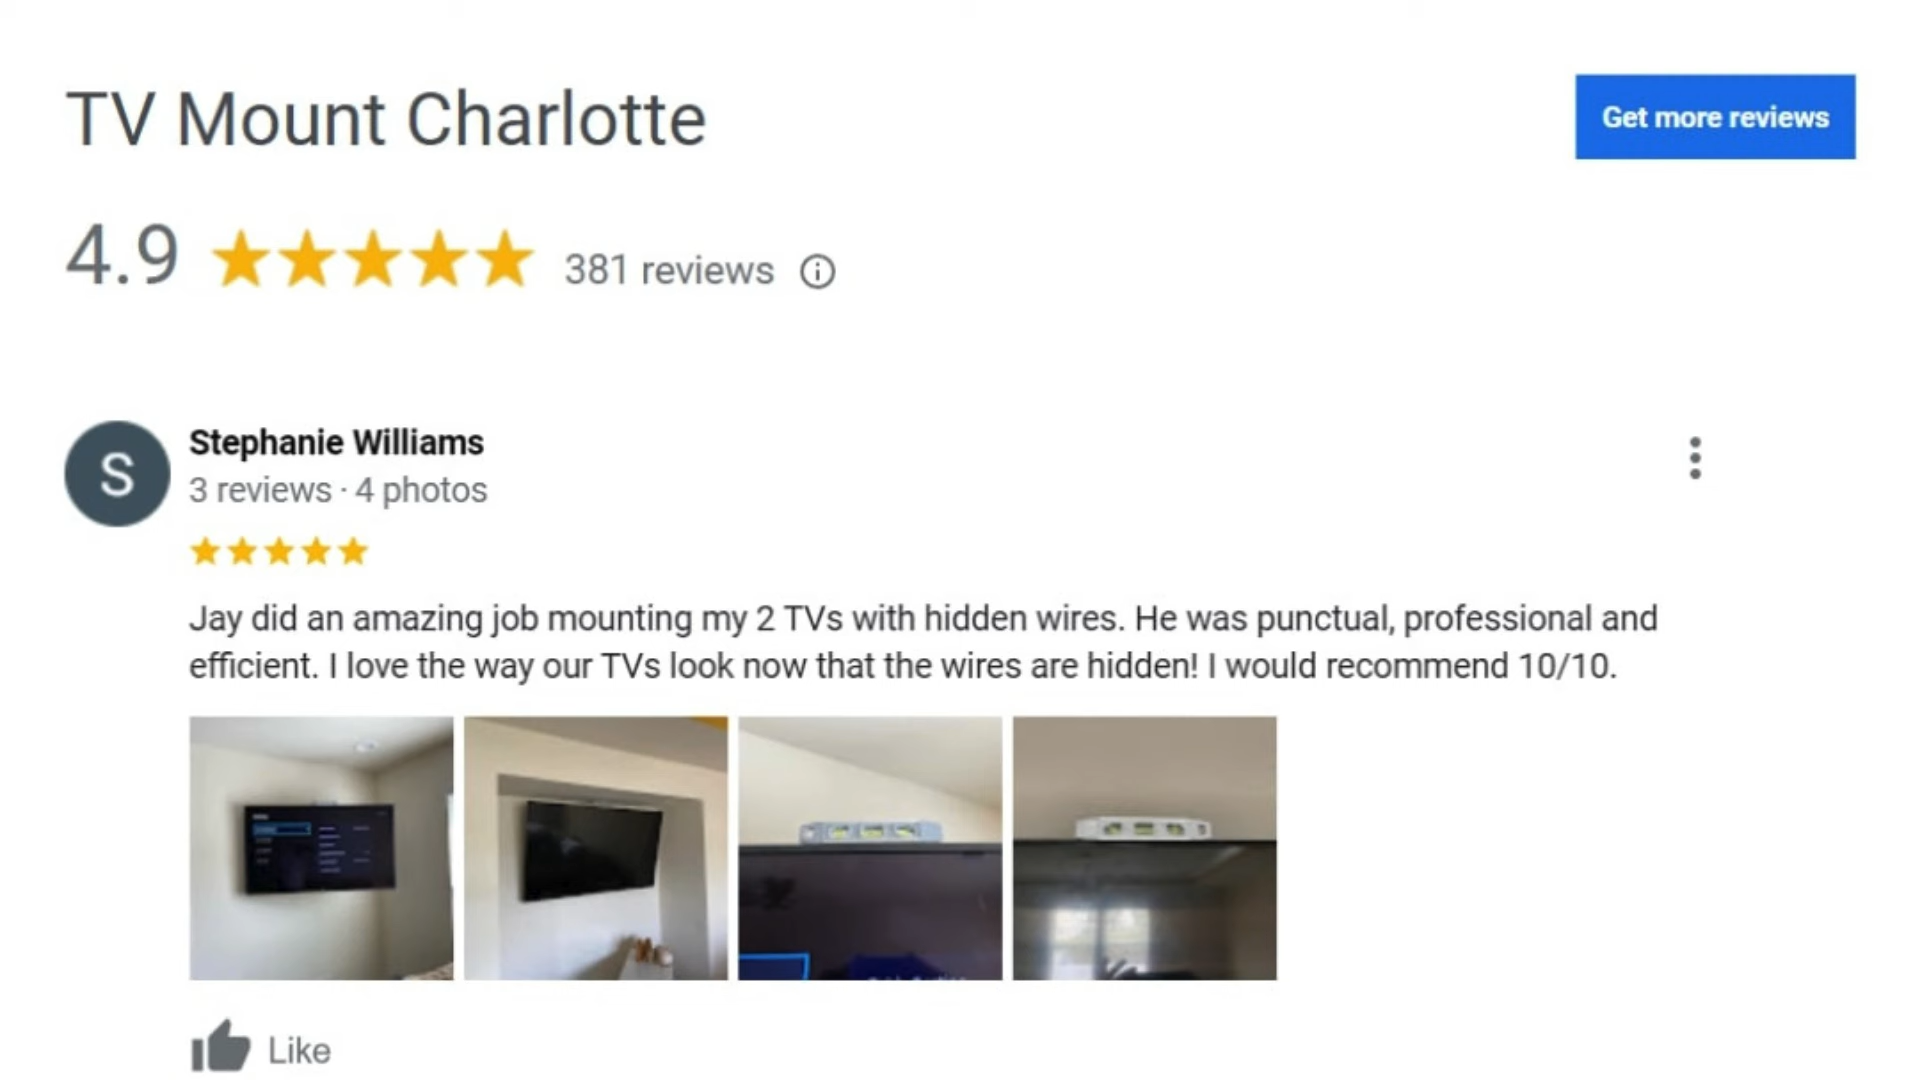 TV Mount Charlotte
Get more reviews
4.9
381 reviews
S
Stephanie Williams
3 reviews · 4 photos
Jay did an amazing job mounting my 2 TVs with hidden wires. He was punctual, professional and
efficient. I love the way our TVs look now that the wires are hidden! I would recommend 10/10.
Like